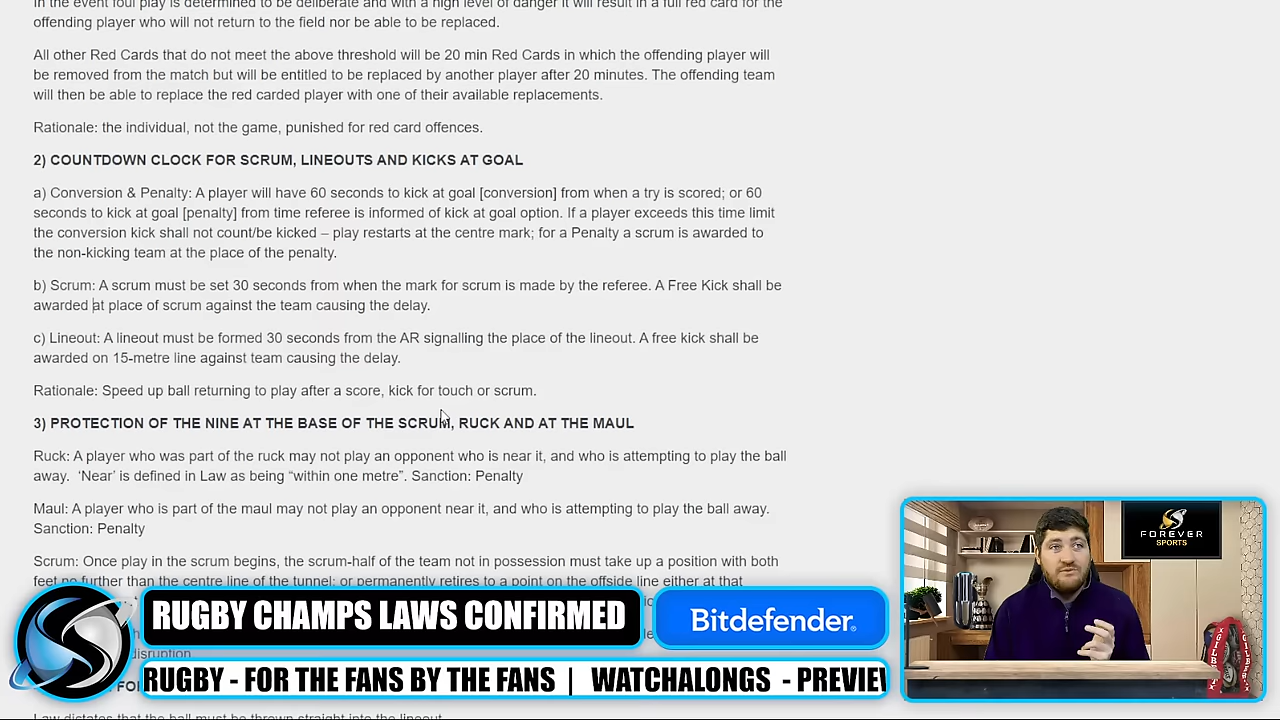 In the event foul play is determined to be deliberate and with a high level of danger it will result in a full red card for the
offending player who will not return to the field nor be able to be replaced.
All other Red Cards that do not meet the above threshold will be 20 min Red Cards in which the offending player will
be removed from the match but will be entitled to be replaced by another player after 20 minutes. The offending team
will then be able to replace the red carded player with one of their available replacements.
Rationale: the individual, not the game, punished for red card offences.
2) COUNTDOWN CLOCK FOR SCRUM, LINEOUTS AND KICKS AT GOAL
a) Conversion & Penalty: A player will have 60 seconds to kick at goal [conversion] from when a try is scored; or 60
seconds to kick at goal [penalty] from time referee is informed of kick at goal option. If a player exceeds this time limit
the conversion kick shall not count/be kicked – play restarts at the centre mark; for a Penalty a scrum is awarded to
the non-kicking team at the place of the penalty.
b) Scrum: A scrum must be set 30 seconds from when the mark for scrum is made by the referee. A Free Kick shall be
awarded at place of scrum against the team causing the delay.
c) Lineout: A lineout must be formed 30 seconds from the AR signalling the place of the lineout. A free kick shall be
awarded on 15-metre line against team causing the delay.
Rationale: Speed up ball returning to play after a score, kick for touch or scrum.
3) PROTECTION OF THE NINE AT THE BASE OF THE SCRUM, RUCK AND AT THE MAUL
Ruck: A player who was part of the ruck may not play an opponent who is near it, and who is attempting to play the ball
away. ‘Near’ is defined in Law as being “within one metre”. Sanction: Penalty
Maul: A player who is part of the maul may not play an opponent near it, and who is attempting to play the ball away.
Sanction: Penalty
Scrum: Once play in the scrum begins, the scrum-half of the team not in possession must take up a position with both
feet no further than the centre line of the tunnel; or permanently retires to a point on the offside line either at that
disruption
Law dictates that the ball must be thrown straight into the lineout
RUGBY CHAMPS LAWS CONFIRMED
Bitdefender
RUGBY - FOR THE FANS BY THE FANS | WATCHALONGS - PREVIEW
FOREVER
SPORTS
GILBERT